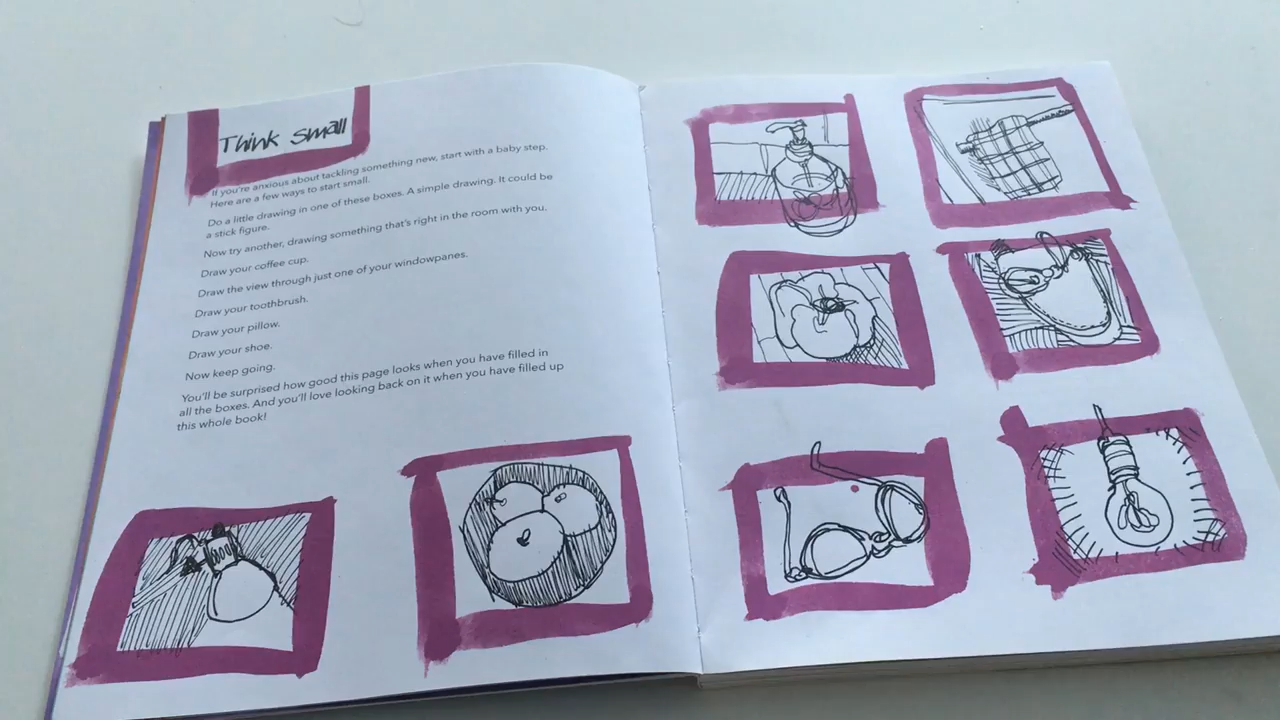 Think Small
If you're anxious about tackling something new, start with a baby step.
Here are a few ways to start small.
Do a little drawing in one of these boxes. A simple drawing. It could be
a stick figure.
Now try another, drawing something that's right in the room with you.
Draw your coffee cup.
Draw the view through just one of your windowpanes.
Draw your toothbrush.
Draw your pillow.
Draw your shoe.
Now keep going.
You'll be surprised how good this page looks when you have filled in
all the boxes. And you'll love looking back on it when you have filled up
this whole book!